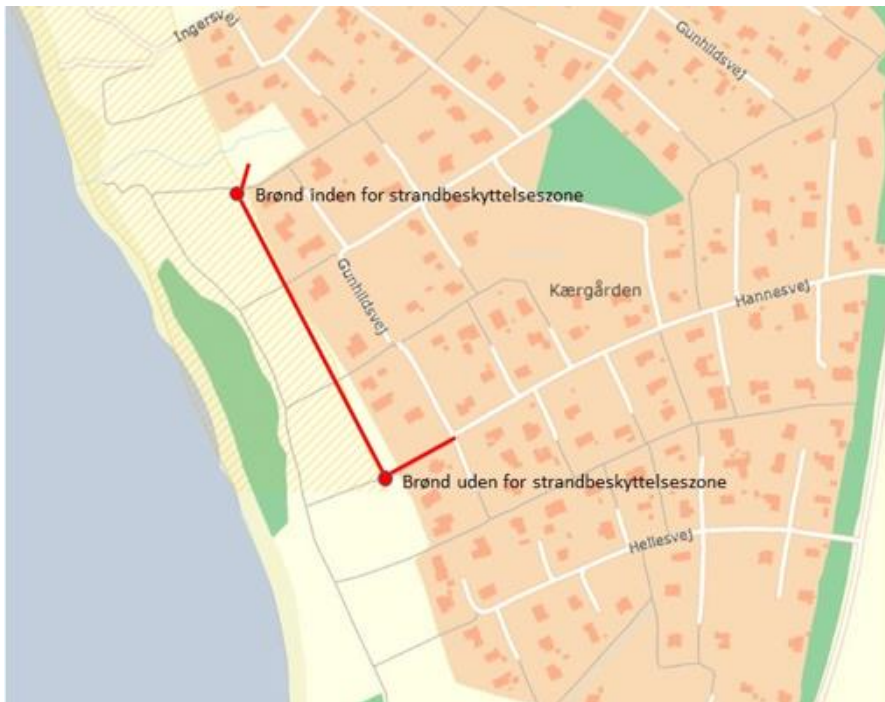 Ingersvej
Gunhildsvej
Brønd inden for strandbeskyttelseszone
Gunhildsvej
Kærgården
Hannesvej
Brønd uden for strandbeskyttelseszone
Hellesvej